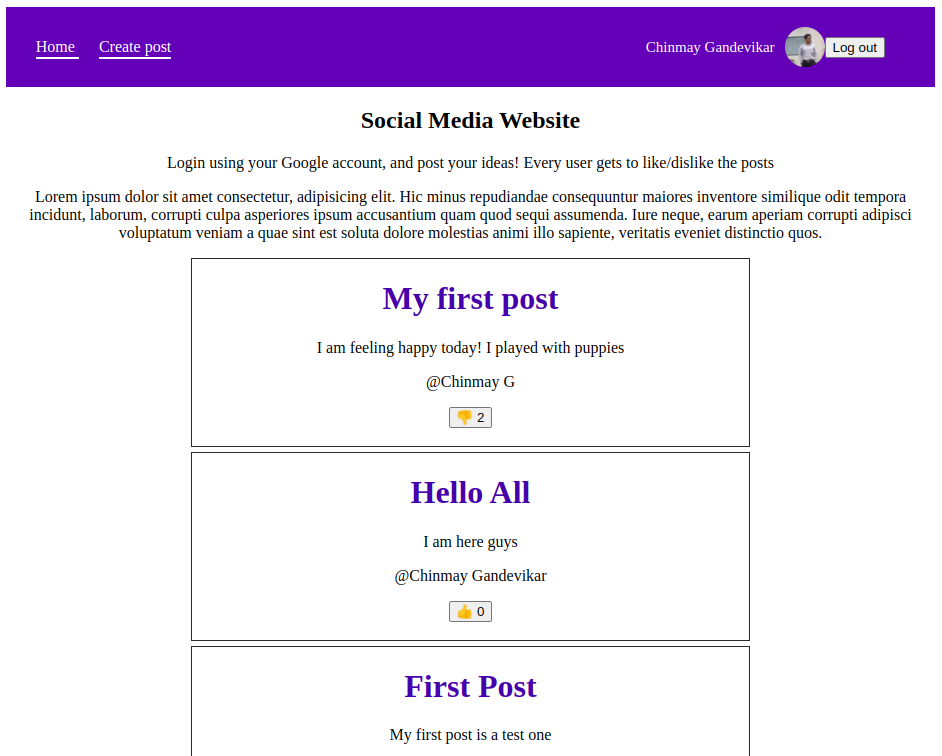 Home Create post Chinmay Gandevikar Log out
Social Media Website
Login using your Google account, and post your ideas! Every user gets to like/dislike the posts
Lorem ipsum dolor sit amet consectetur, adipisicing elit. Hic minus repudiandae consequuntur maiores inventore similique odit tempora
incidunt, laborum, corrupti culpa asperiores ipsum accusantium quam quod sequi assumenda. Iure neque, earum aperiam corrupti adipisci
voluptatum veniam a quae sint est soluta dolore molestias animi illo sapiente, veritatis eveniet distinctio quos.
My first post
I am feeling happy today! I played with puppies
@Chinmay G
👎 2
Hello All
I am here guys
@Chinmay Gandevikar
👍 0
First Post
My first post is a test one